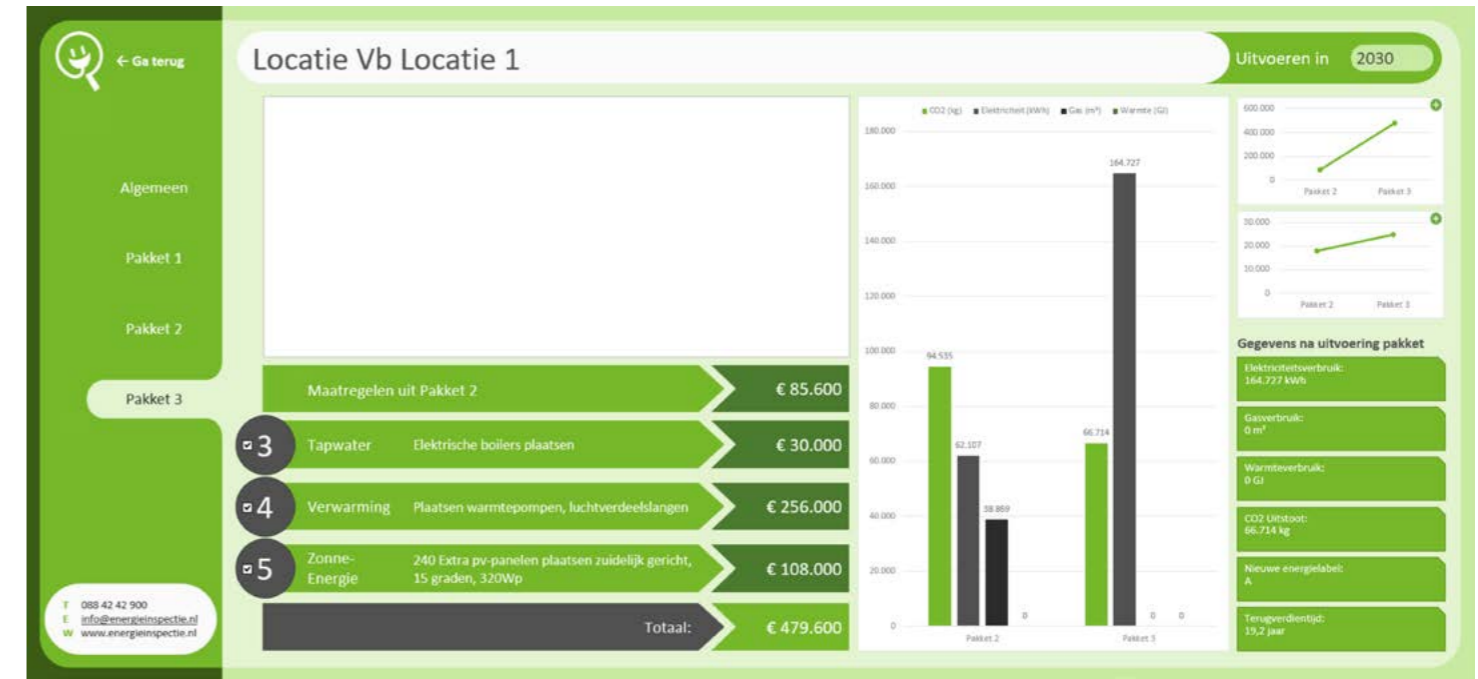 ← Ga terug
Locatie Vb Locatie 1
Uitvoeren in 2030
Algemeen
Pakket 1
Pakket 2
Pakket 3
T 088 42 42 900
E info@energieinspectie.nl
W www.energieinspectie.nl
Maatregelen uit Pakket 2 € 85.600
3 Tapwater Elektrische boilers plaatsen € 30.000
4 Verwarming Plaatsen warmtepompen, luchtverdeelslangen € 256.000
5 Zonne-Energie 240 Extra pv-panelen plaatsen zuidelijk gericht,
15 graden, 320Wp € 108.000
Totaal: € 479.600
CO2 (kg) Elektriciteit (kWh) Gas (m³) Warmte (GJ)
180.000
160.000
140.000
120.000
100.000
80.000
60.000
40.000
20.000
0
94.535
62.107
38.869
0
66.714
164.727
0
0
Pakket 2 Pakket 3
600.000
400.000
200.000
0
Pakket 2 Pakket 3
30.000
20.000
10.000
0
Pakket 2 Pakket 3
Gegevens na uitvoering pakket
Elektriciteitsverbruik:
164.727 kWh
Gasverbruik:
0 m³
Warmteverbruik:
0 GJ
CO2 Uitstoot:
66.714 kg
Nieuwe energielabel:
A
Terugverdientijd:
19,2 jaar